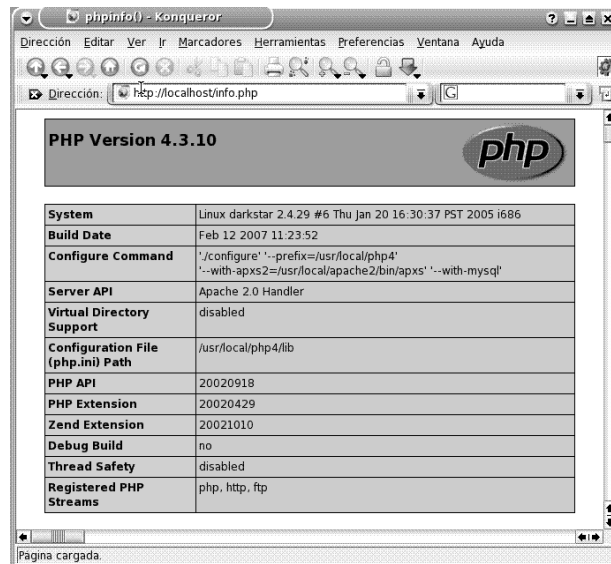 phpinfo() - Konqueror
Dirección Editar Ver Ir Marcadores Herramientas Preferencias Ventana Ayuda
Dirección: http://localhost/info.php
G
PHP Version 4.3.10
php
System Linux darkstar 2.4.29 #6 Thu Jan 20 16:30:37 PST 2005 i686
Build Date Feb 12 2007 11:23:52
Configure Command './configure' '--prefix=/usr/local/php4'
'--with-apxs2=/usr/local/apache2/bin/apxs' '--with-mysql'
Server API Apache 2.0 Handler
Virtual Directory
Support disabled
Configuration File
(php.ini) Path /usr/local/php4/lib
PHP API 20020918
PHP Extension 20020429
Zend Extension 20021010
Debug Build no
Thread Safety disabled
Registered PHP
Streams php, http, ftp
Página cargada.